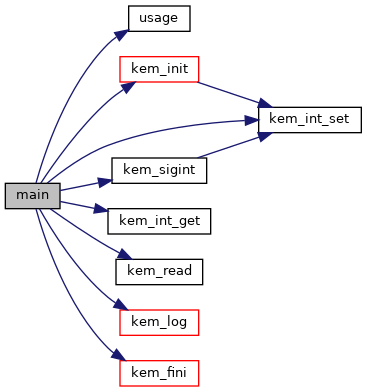 usage
kem_init
kem_int_set
kem_sigint
main
kem_int_get
kem_read
kem_log
kem_fini